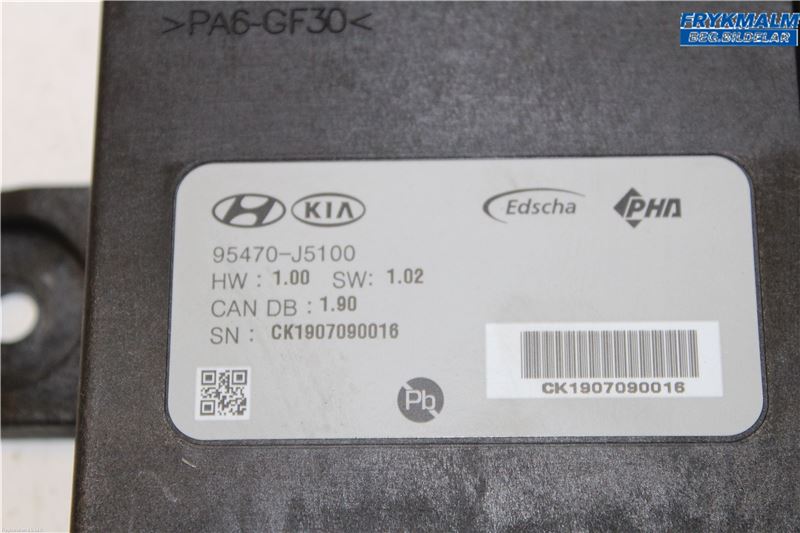 >PA6-GF30<
FRYKMALM
BEG.BILDELAR
HYUNDAI KIA Edscha PHA
95470-J5100
HW : 1.00 SW: 1.02
CAN DB : 1.90
SN : CK1907090016
Pb
CK1907090016